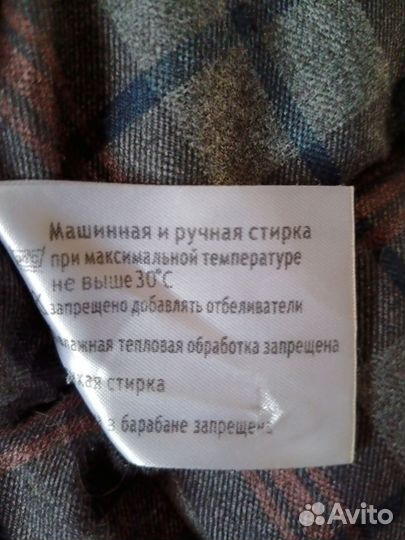 Машинная и ручная стирка
при максимальной температуре
не выше 30°C
запрещено добавлять отбеливатели
тепловая обработка запрещена
стирка
в барабане
Avito